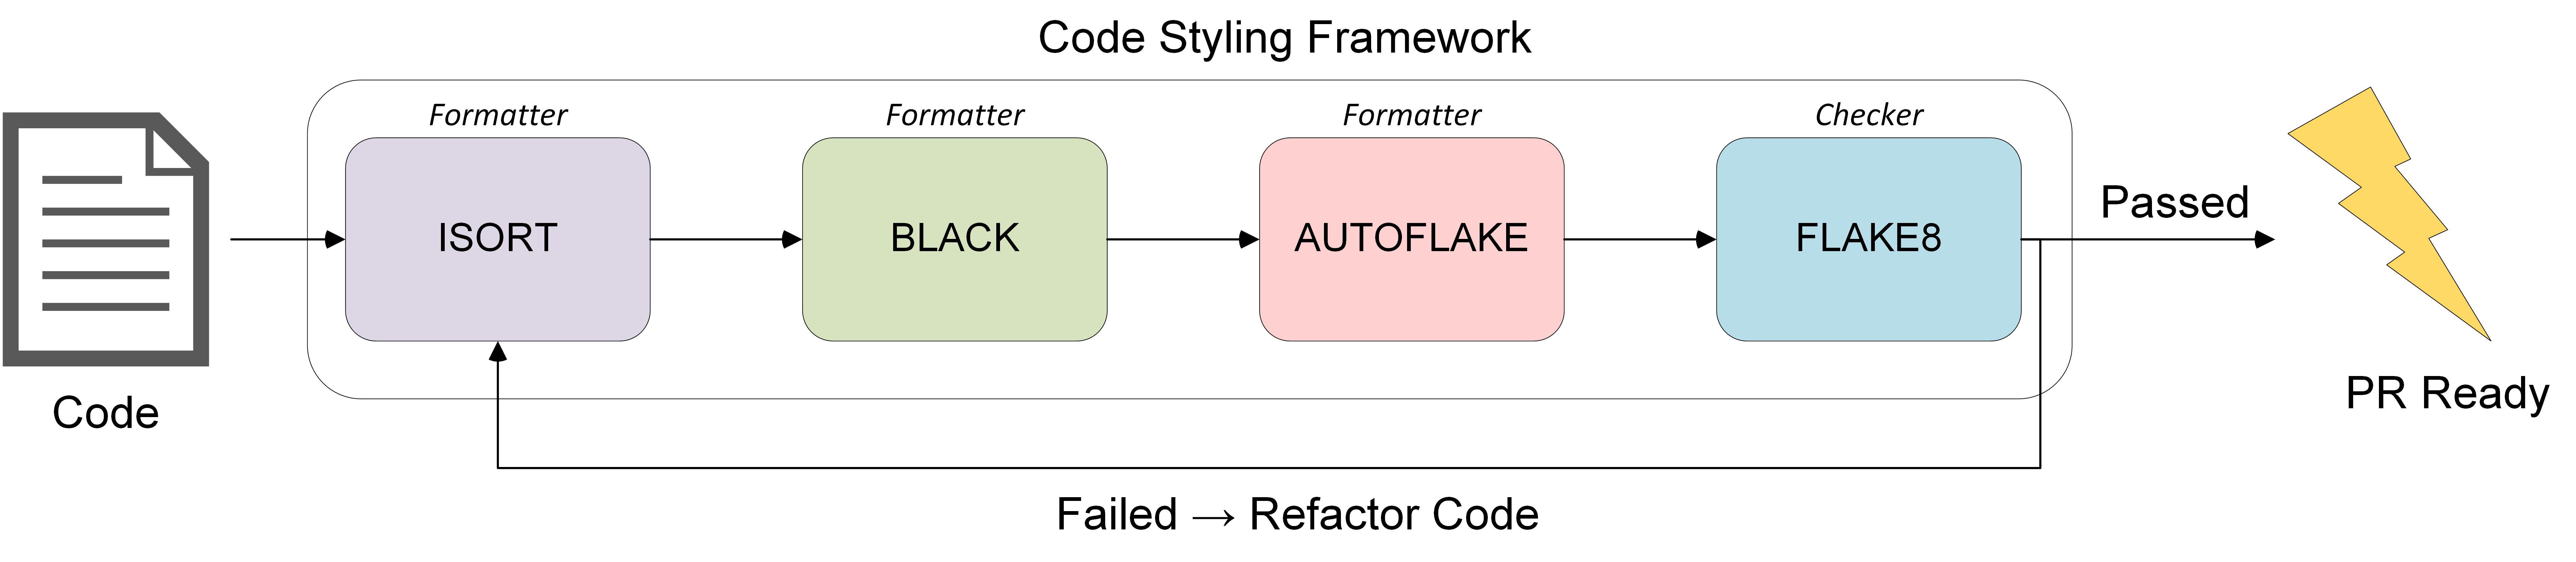 Code Styling Framework
Formatter
Formatter
Formatter
Checker
ISORT
BLACK
AUTOFLAKE
FLAKE8
Passed
Code
PR Ready
Failed → Refactor Code